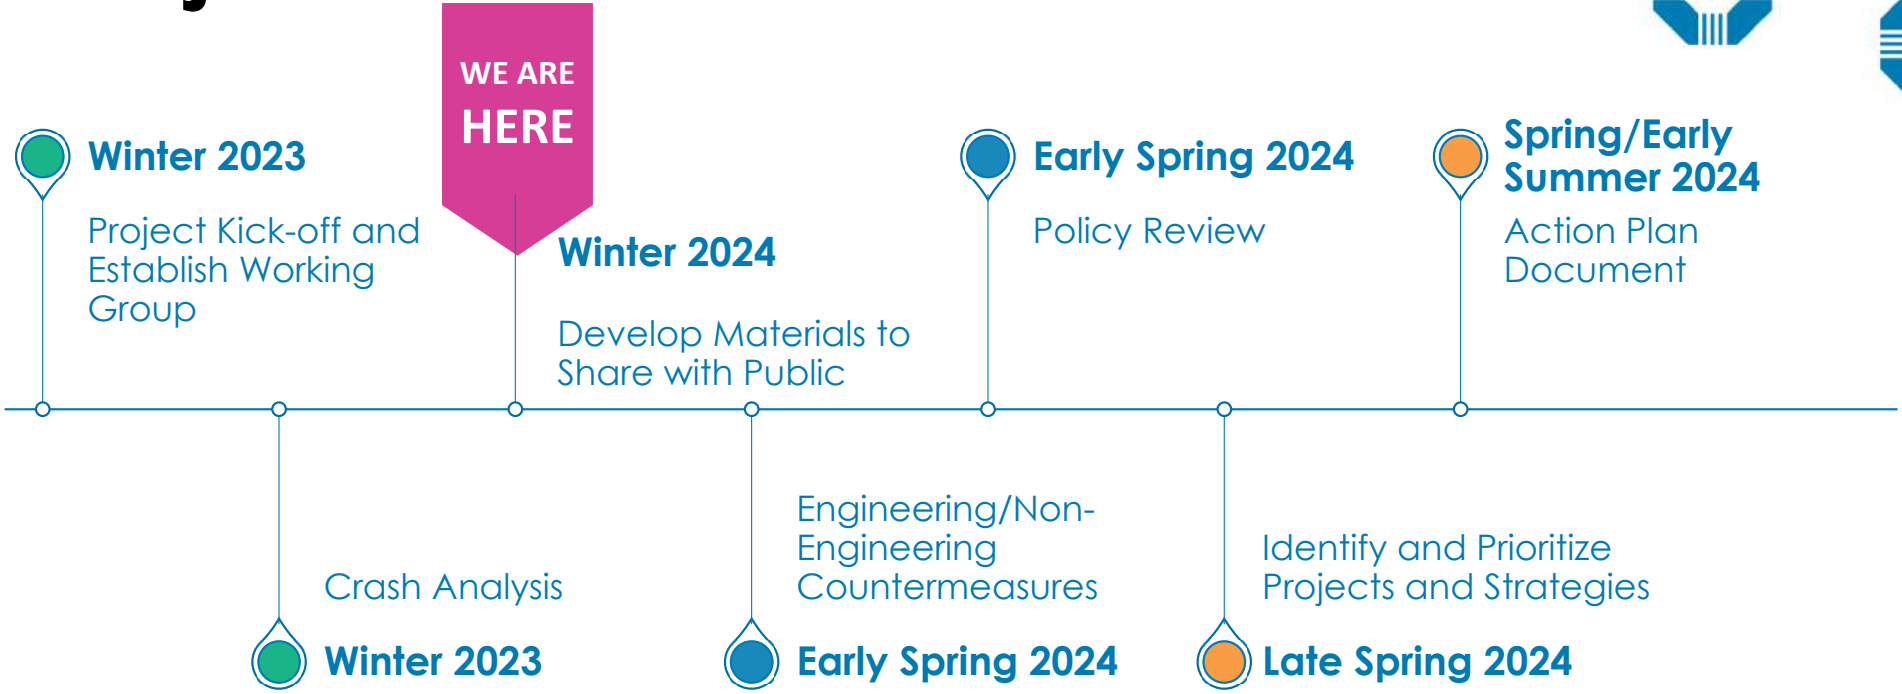 WE ARE
HERE
Winter 2023
Project Kick-off and
Establish Working
Group
Crash Analysis
Winter 2023
Winter 2024
Develop Materials to
Share with Public
Engineering/Non-
Engineering
Countermeasures
Early Spring 2024
Early Spring 2024
Policy Review
Identify and Prioritize
Projects and Strategies
Late Spring 2024
Spring/Early
Summer 2024
Action Plan
Document